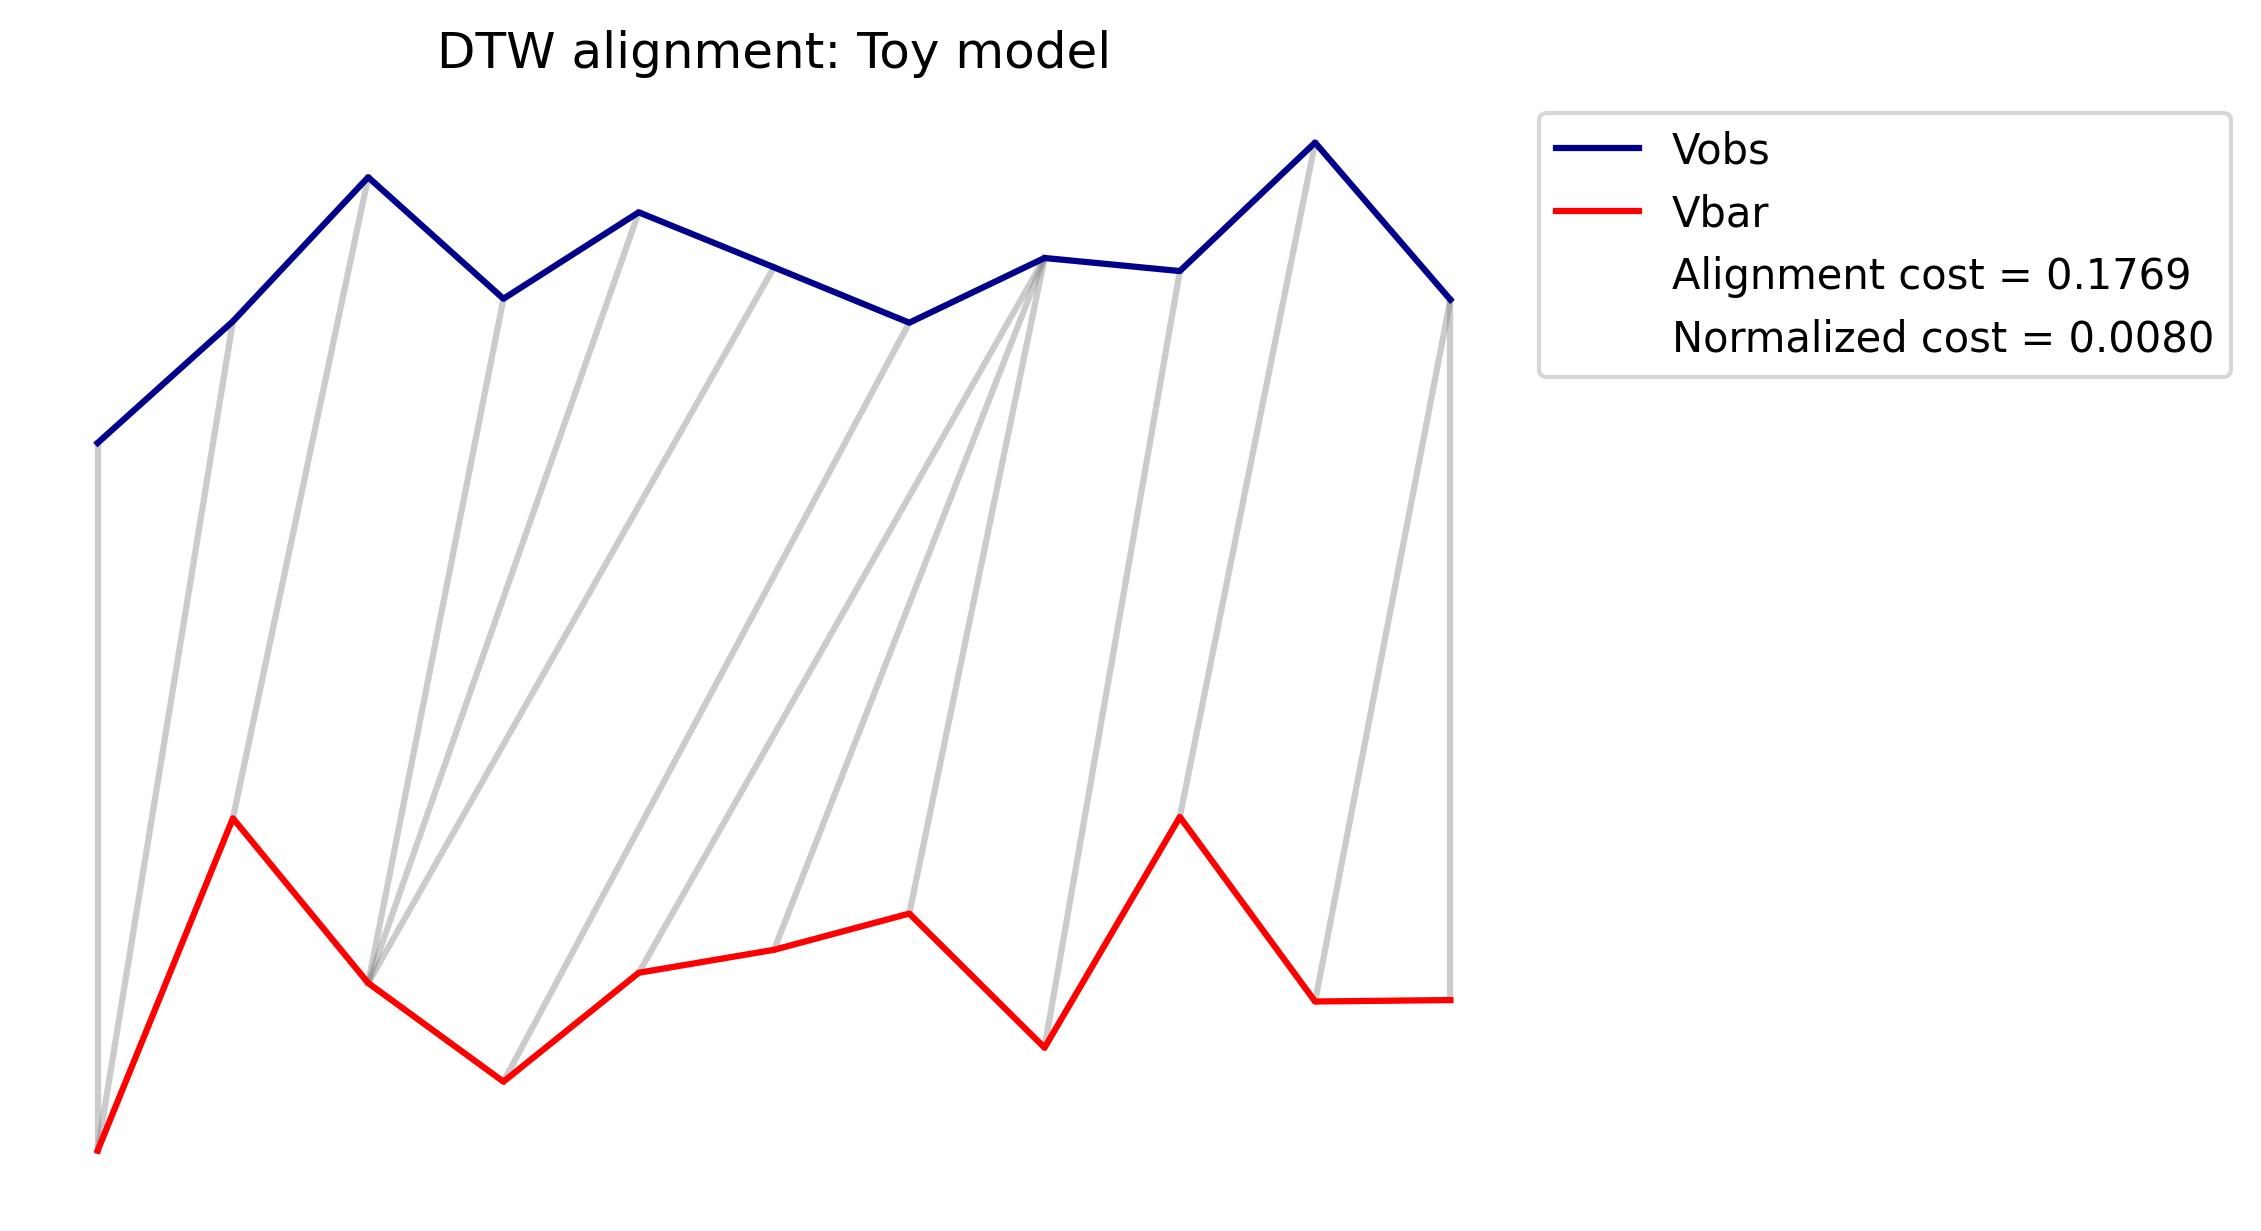 DTW alignment: Toy model
Vobs
Vbar
Alignment cost = 0.1769
Normalized cost = 0.0080